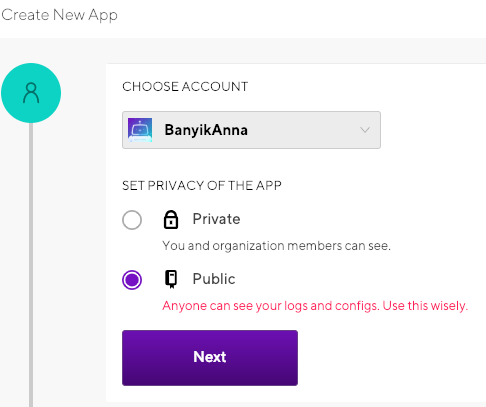 Create New App
CHOOSE ACCOUNT
BanyikAnna
SET PRIVACY OF THE APP
Private
You and organization members can see.
Public
Anyone can see your logs and configs. Use this wisely.
Next